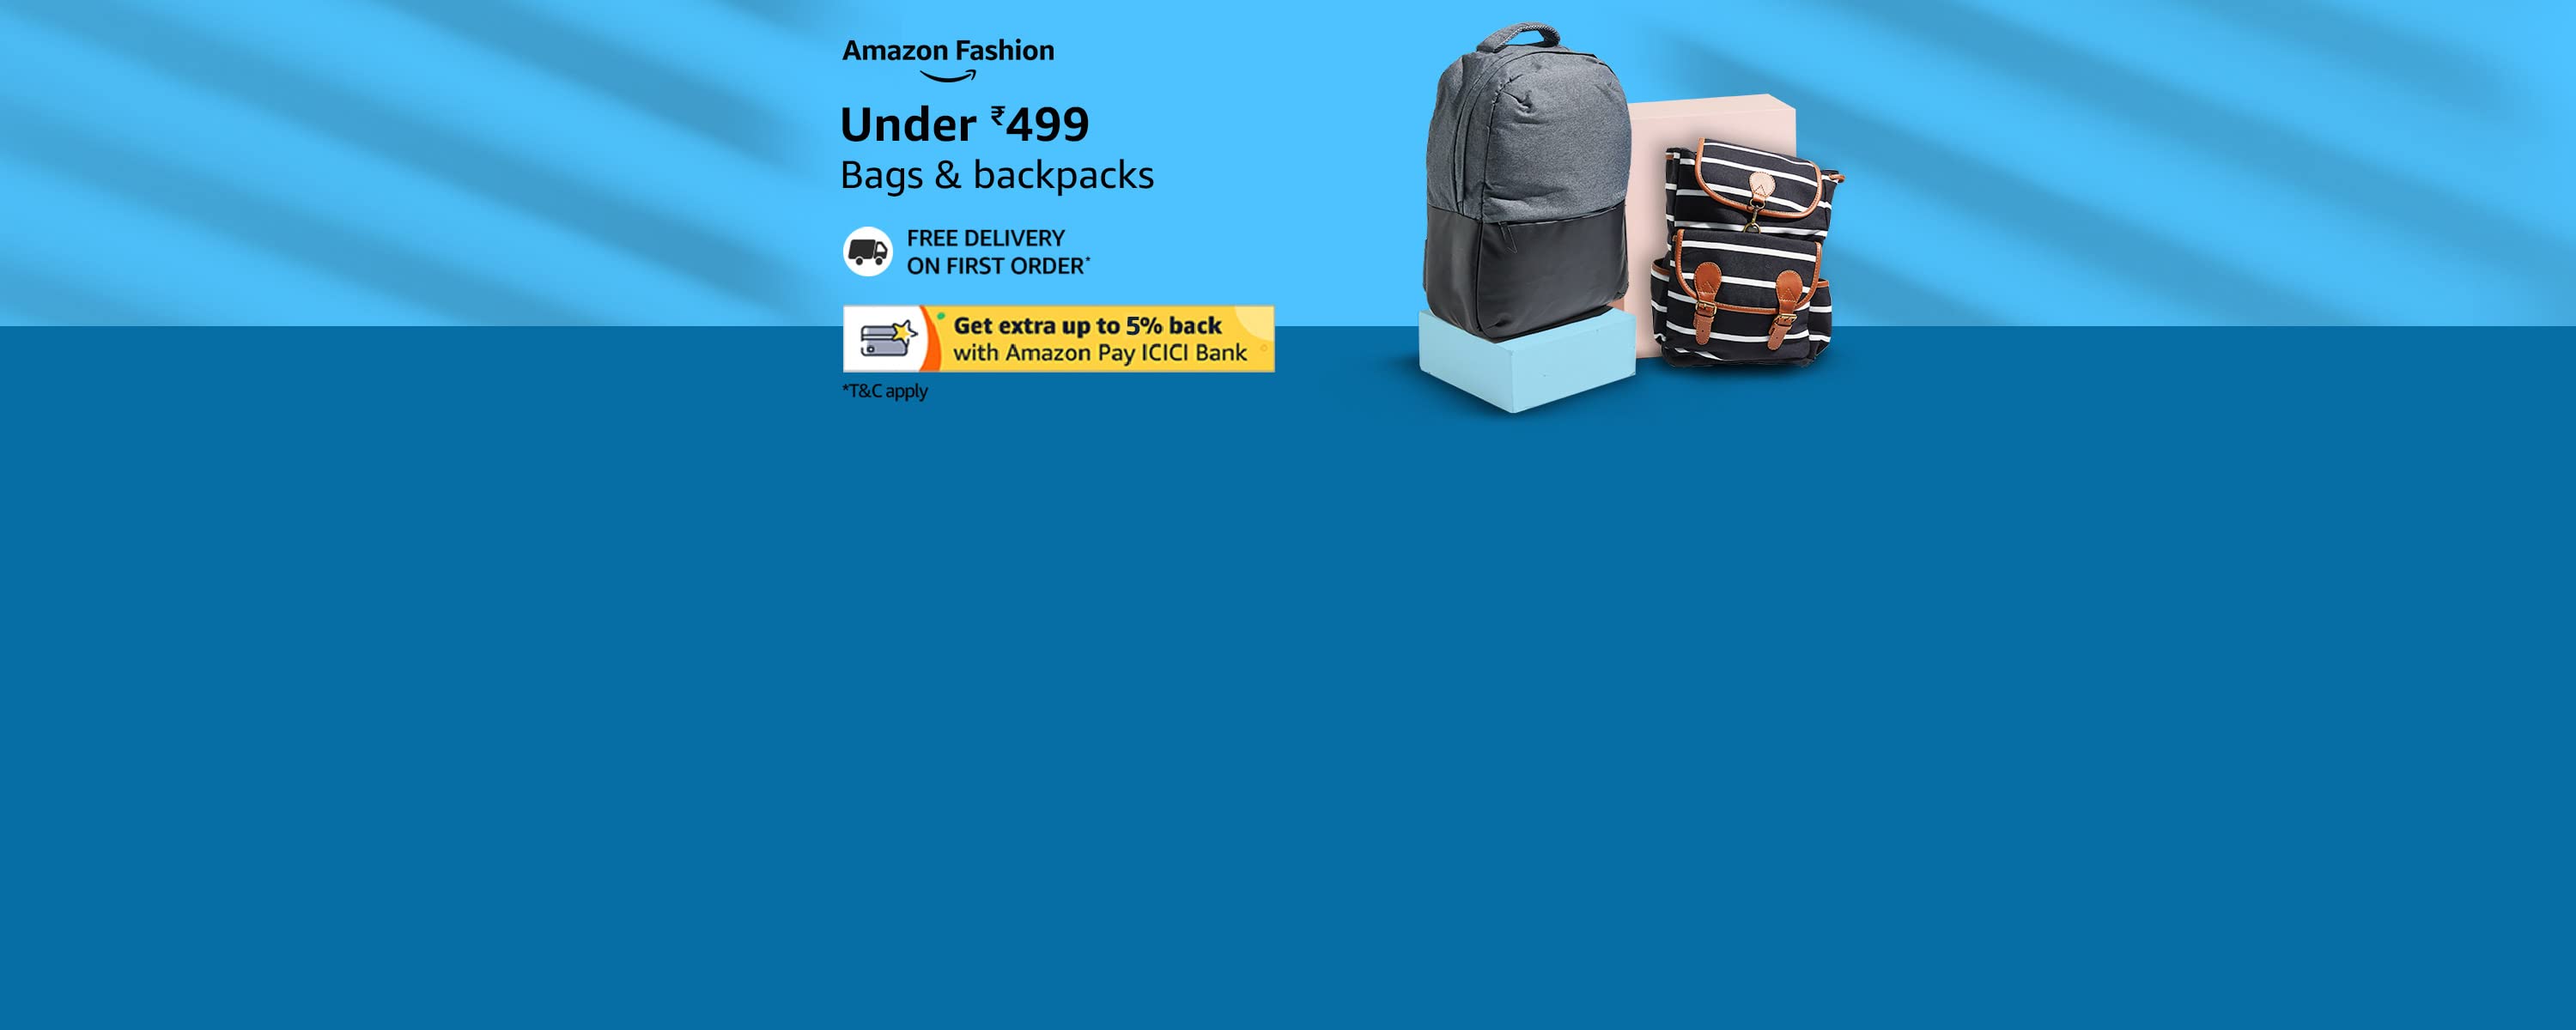 Amazon Fashion
Under ₹499
Bags & backpacks
FREE DELIVERY
ON FIRST ORDER*
Get extra up to 5% back
with Amazon Pay ICICI Bank
*T&C apply